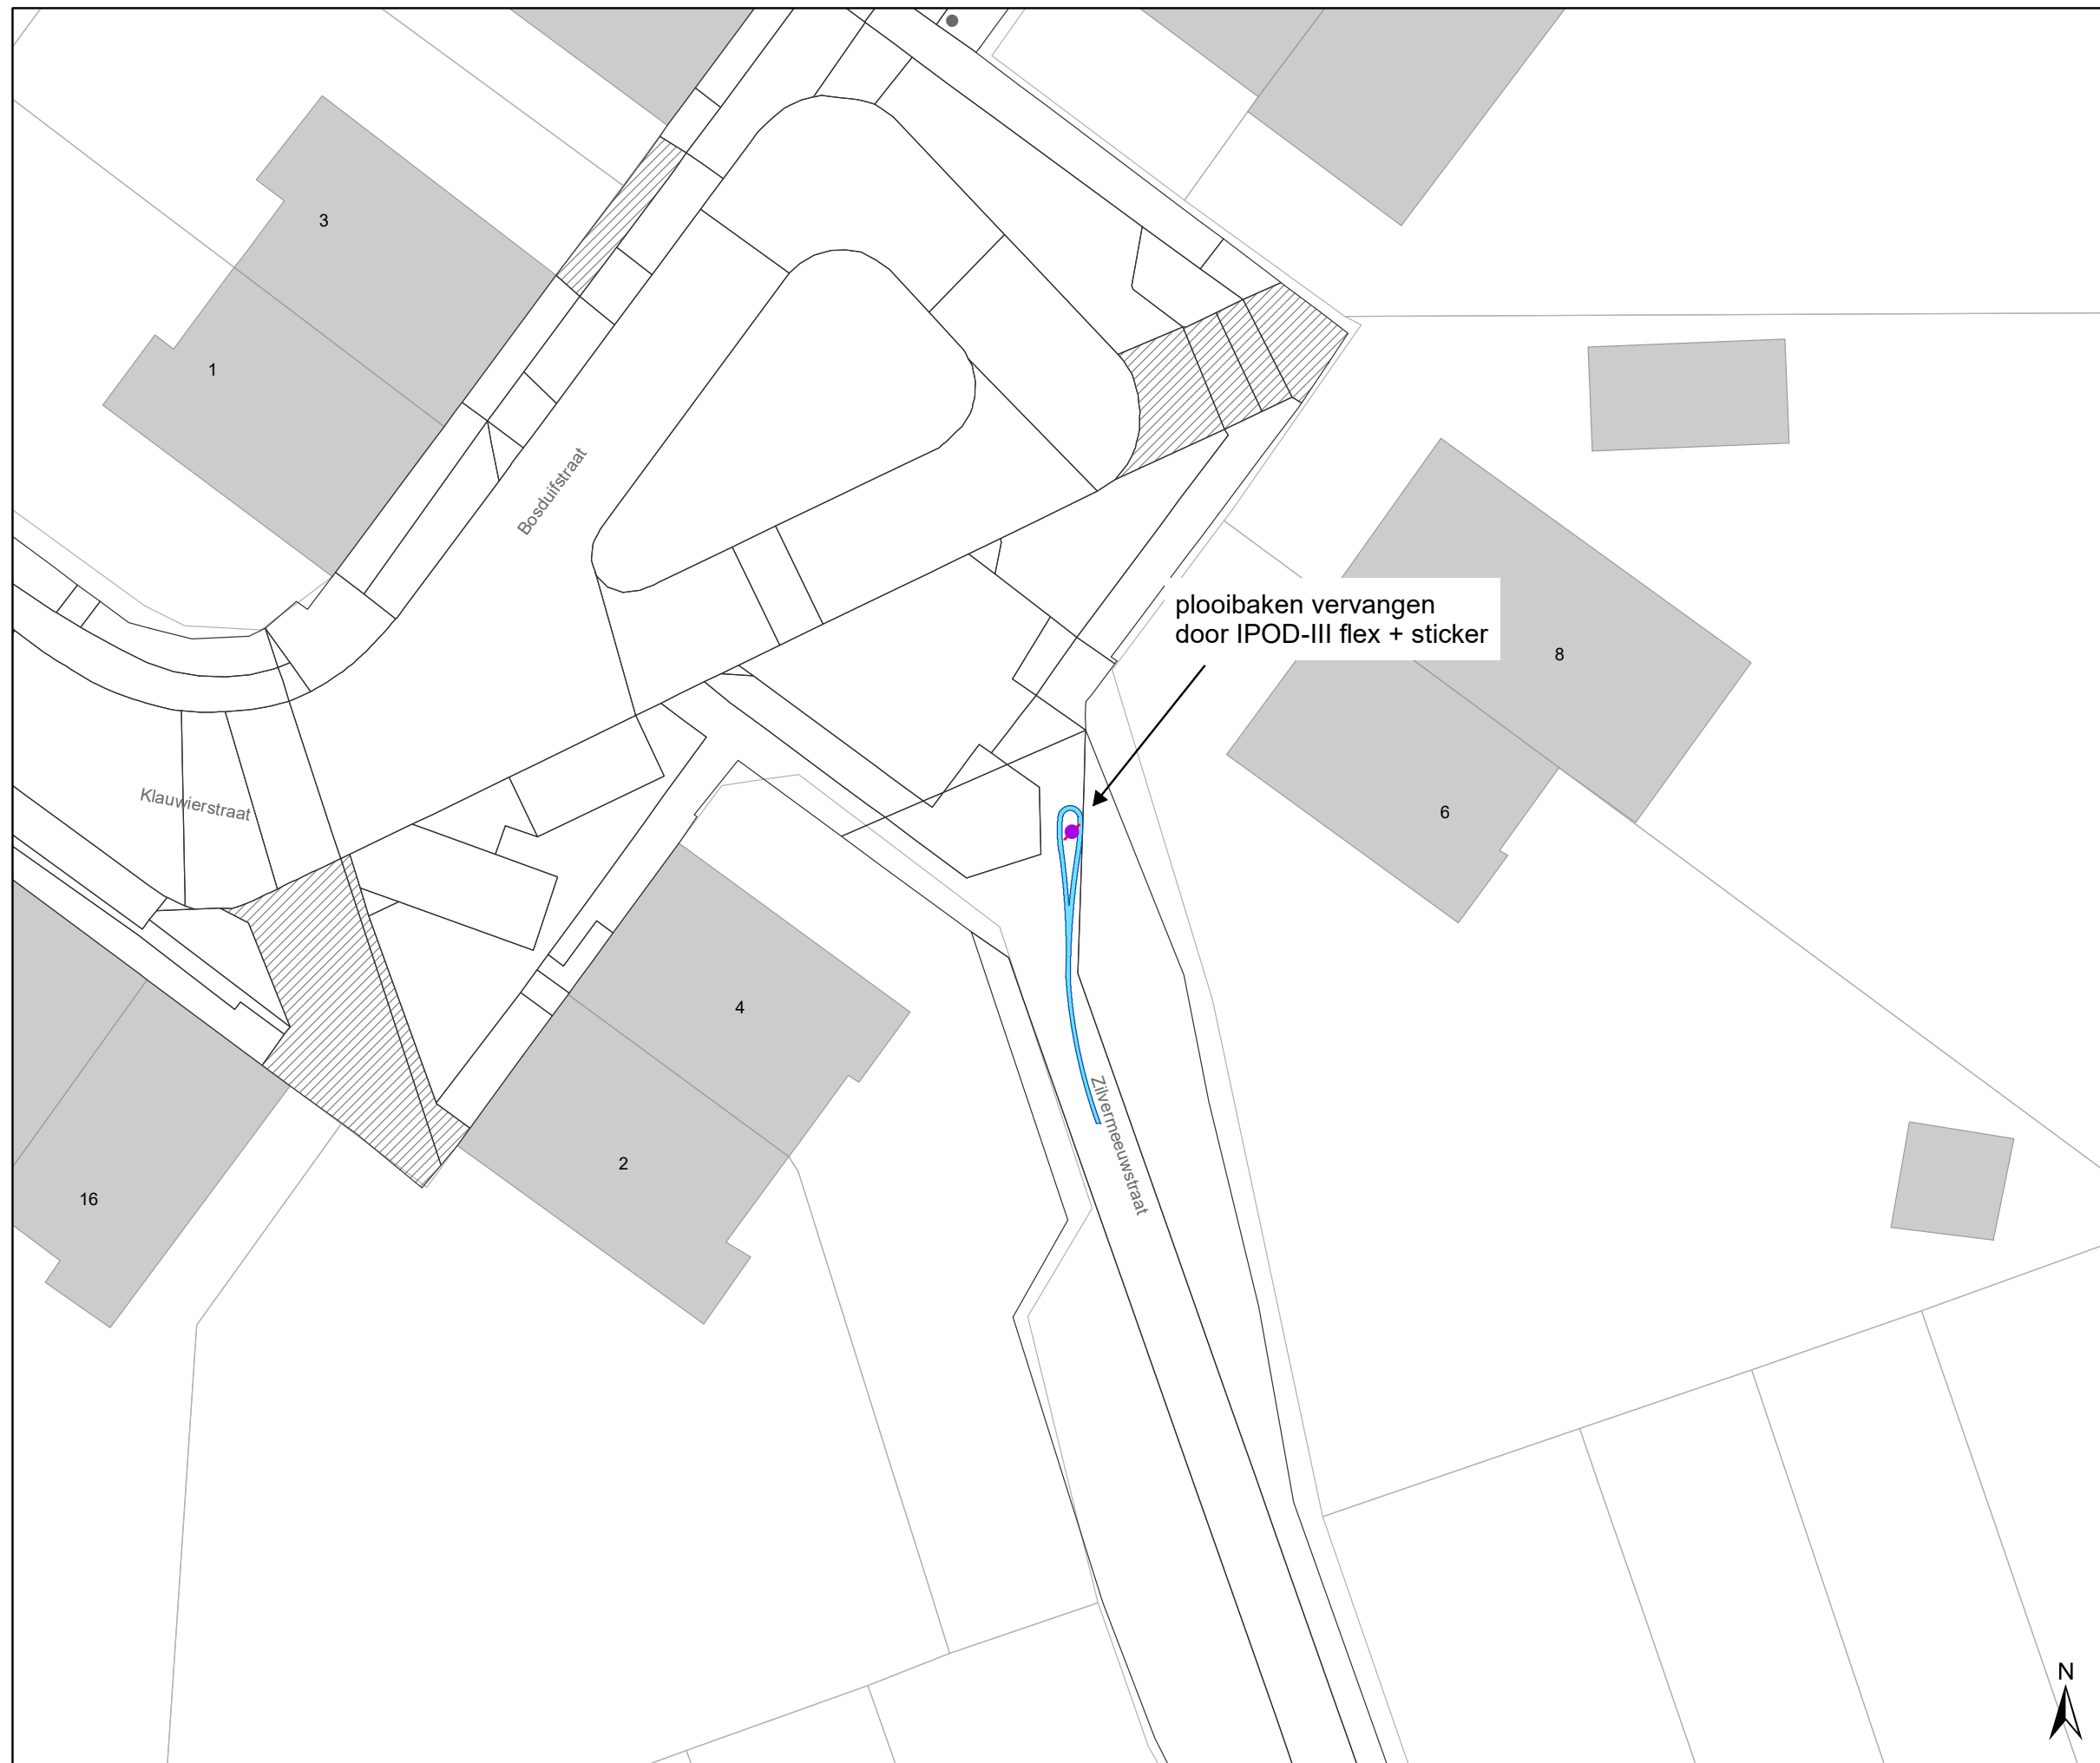 3
1
Bosduifstraat
plooibaken vervangen
door IPOD-III flex + sticker
8
Klauwierstraat
6
4
Zilvermeeuwstraat
2
16
N